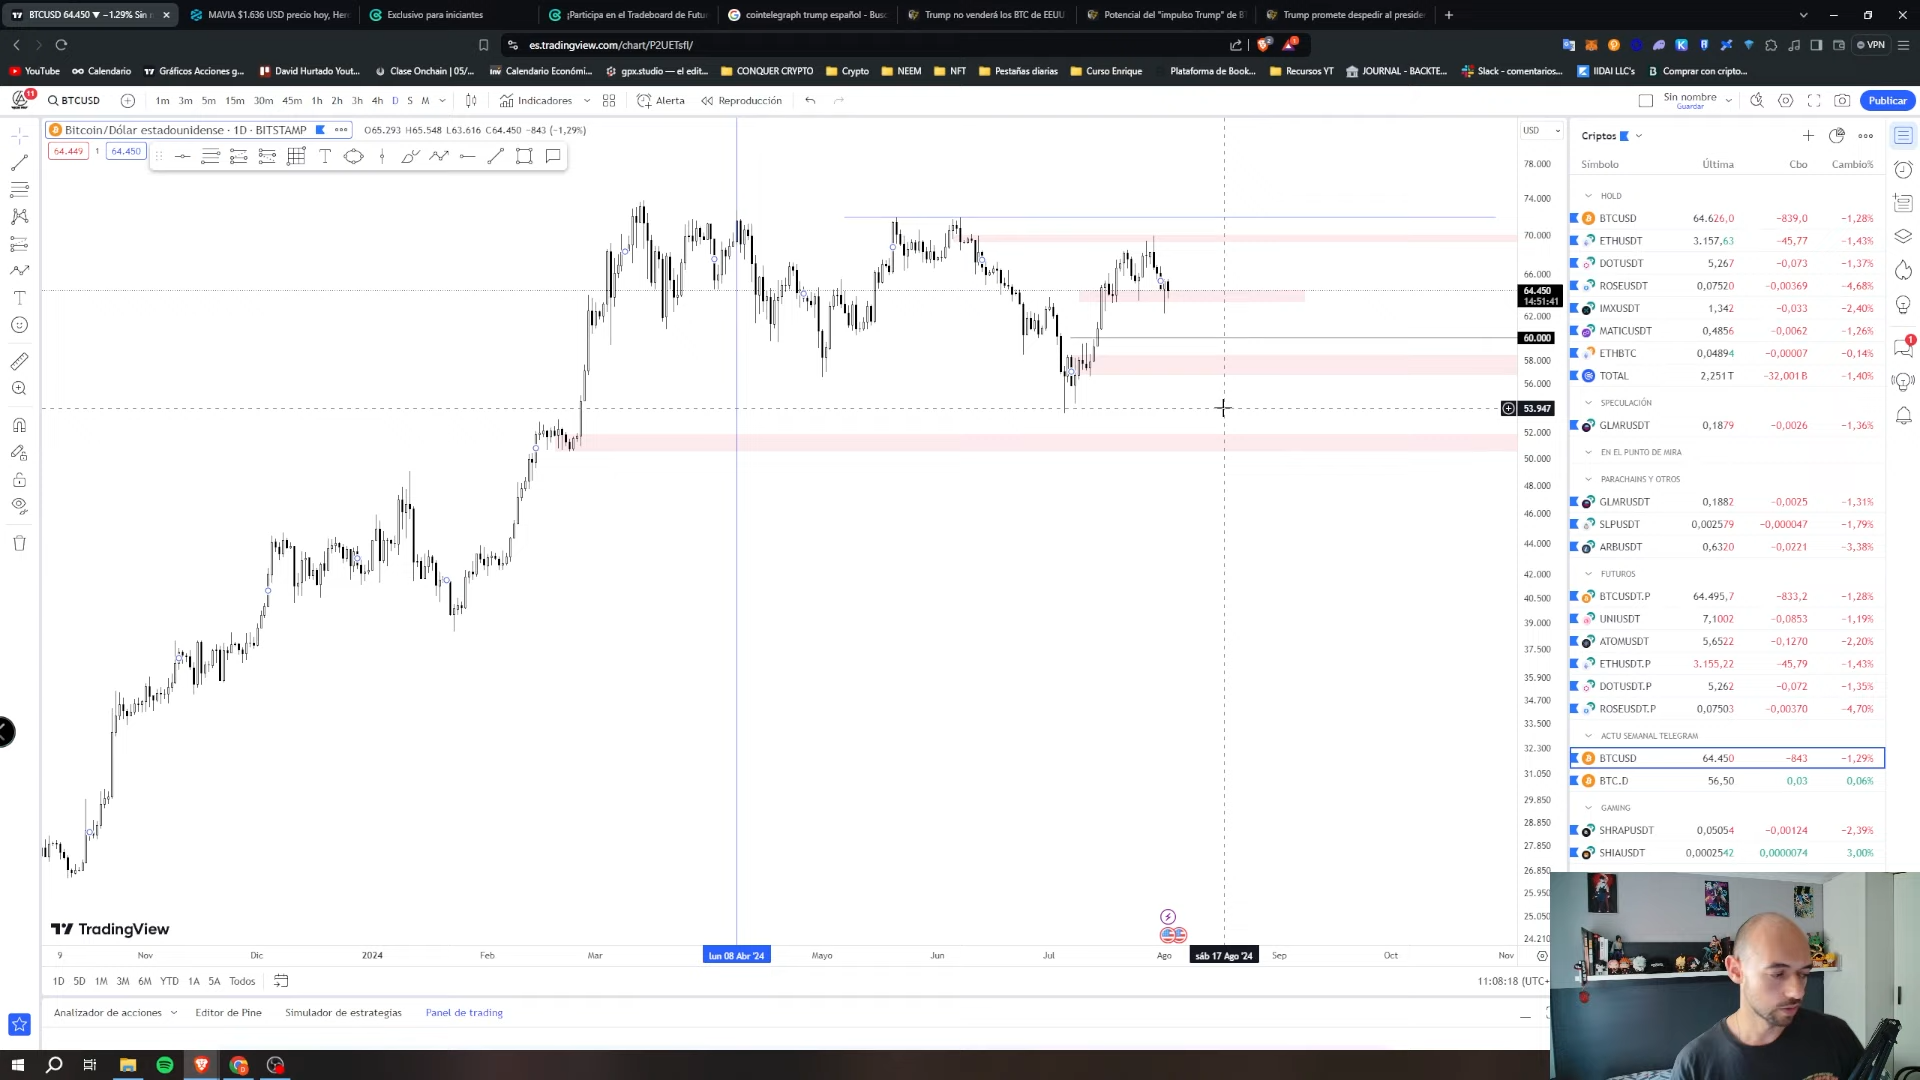 BTCUSD 64.450 ▼ −1.29% Sin n
MAVIA $1.636 USD precio hoy, Her
Exclusivo para iniciantes
¡Participa en el Tradeboard de Futu
cointelegraph trump español - Bus
Trump no venderá los BTC de EEUU
Potencial del "impulso Trump" de B
Trump promete despedir al preside
es.tradingview.com/chart/P2UETsfl/
VPN
YouTube
Calendario
Gráficos Acciones g...
David Hurtado Yout...
Clase Onchain | 05/...
Calendario Económi...
gpx.studio — el edit...
CONQUER CRYPTO
Crypto
NEEM
NFT
Pestañas diarias
Curso Enrique
Plataforma de Book...
Recursos YT
JOURNAL - BACKTE...
Slack - comentarios...
IIDAI LLC's
Comprar con cripto...
11
BTCUSD
1m 3m 5m 15m 30m 45m 1h 2h 3h 4h D S M
Indicadores
Alerta
Reproducción
Sin nombre
Guardar
Publicar
Bitcoin/Dólar estadounidense · 1D · BITSTAMP
O65.293 H65.548 L63.616 C64.450 −843 (−1,29%)
64.449 1 64.450
USD
78.000
74.000
70.000
66.000
64.450
14:51:41
62.000
60.000
58.000
56.000
53.947
52.000
50.000
48.000
46.000
44.000
42.000
40.500
39.000
37.500
35.900
34.700
33.500
32.300
31.050
29.850
28.850
27.850
26.850
25.950
25.050
24.210
TradingView
9 Nov Dic 2024 Feb Mar lun 08 Abr '24 Mayo Jun Jul Ago sáb 17 Ago '24 Sep Oct Nov
1D 5D 1M 3M 6M YTD 1A 5A Todos
11:08:18 (UTC+
Analizador de acciones
Editor de Pine
Simulador de estrategias
Panel de trading
Criptos
Símbolo Última Cbo Cambio%
HOLD
BTCUSD 64.626,0 −839,0 −1,28%
ETHUSDT 3.157,63 −45,77 −1,43%
DOTUSDT 5,267 −0,073 −1,37%
ROSEUSDT 0,07520 −0,00369 −4,68%
IMXUSDT 1,342 −0,033 −2,40%
MATICUSDT 0,4856 −0,0062 −1,26%
ETHBTC 0,04894 −0,00007 −0,14%
TOTAL 2,251T −32,001B −1,40%
SPECULACIÓN
GLMRUSDT 0,1879 −0,0026 −1,36%
EN EL PUNTO DE MIRA
PARACHAINS Y OTROS
GLMRUSDT 0,1882 −0,0025 −1,31%
SLPUSDT 0,002579 −0,000047 −1,79%
ARBUSDT 0,6320 −0,0221 −3,38%
FUTUROS
BTCUSDT.P 64.495,7 −833,2 −1,28%
UNIUSDT 7,1002 −0,0853 −1,19%
ATOMUSDT 5,6522 −0,1270 −2,20%
ETHUSDT.P 3.155,22 −45,79 −1,43%
DOTUSDT.P 5,262 −0,072 −1,35%
ROSEUSDT.P 0,07503 −0,00370 −4,70%
ACTU SEMANAL TELEGRAM
BTCUSD 64.450 −843 −1,29%
BTC.D 56,50 0,03 0,06%
GAMING
SHRAPUSDT 0,05054 −0,00124 −2,39%
SHIAUSDT 0,0002542 0,0000074 3,00%